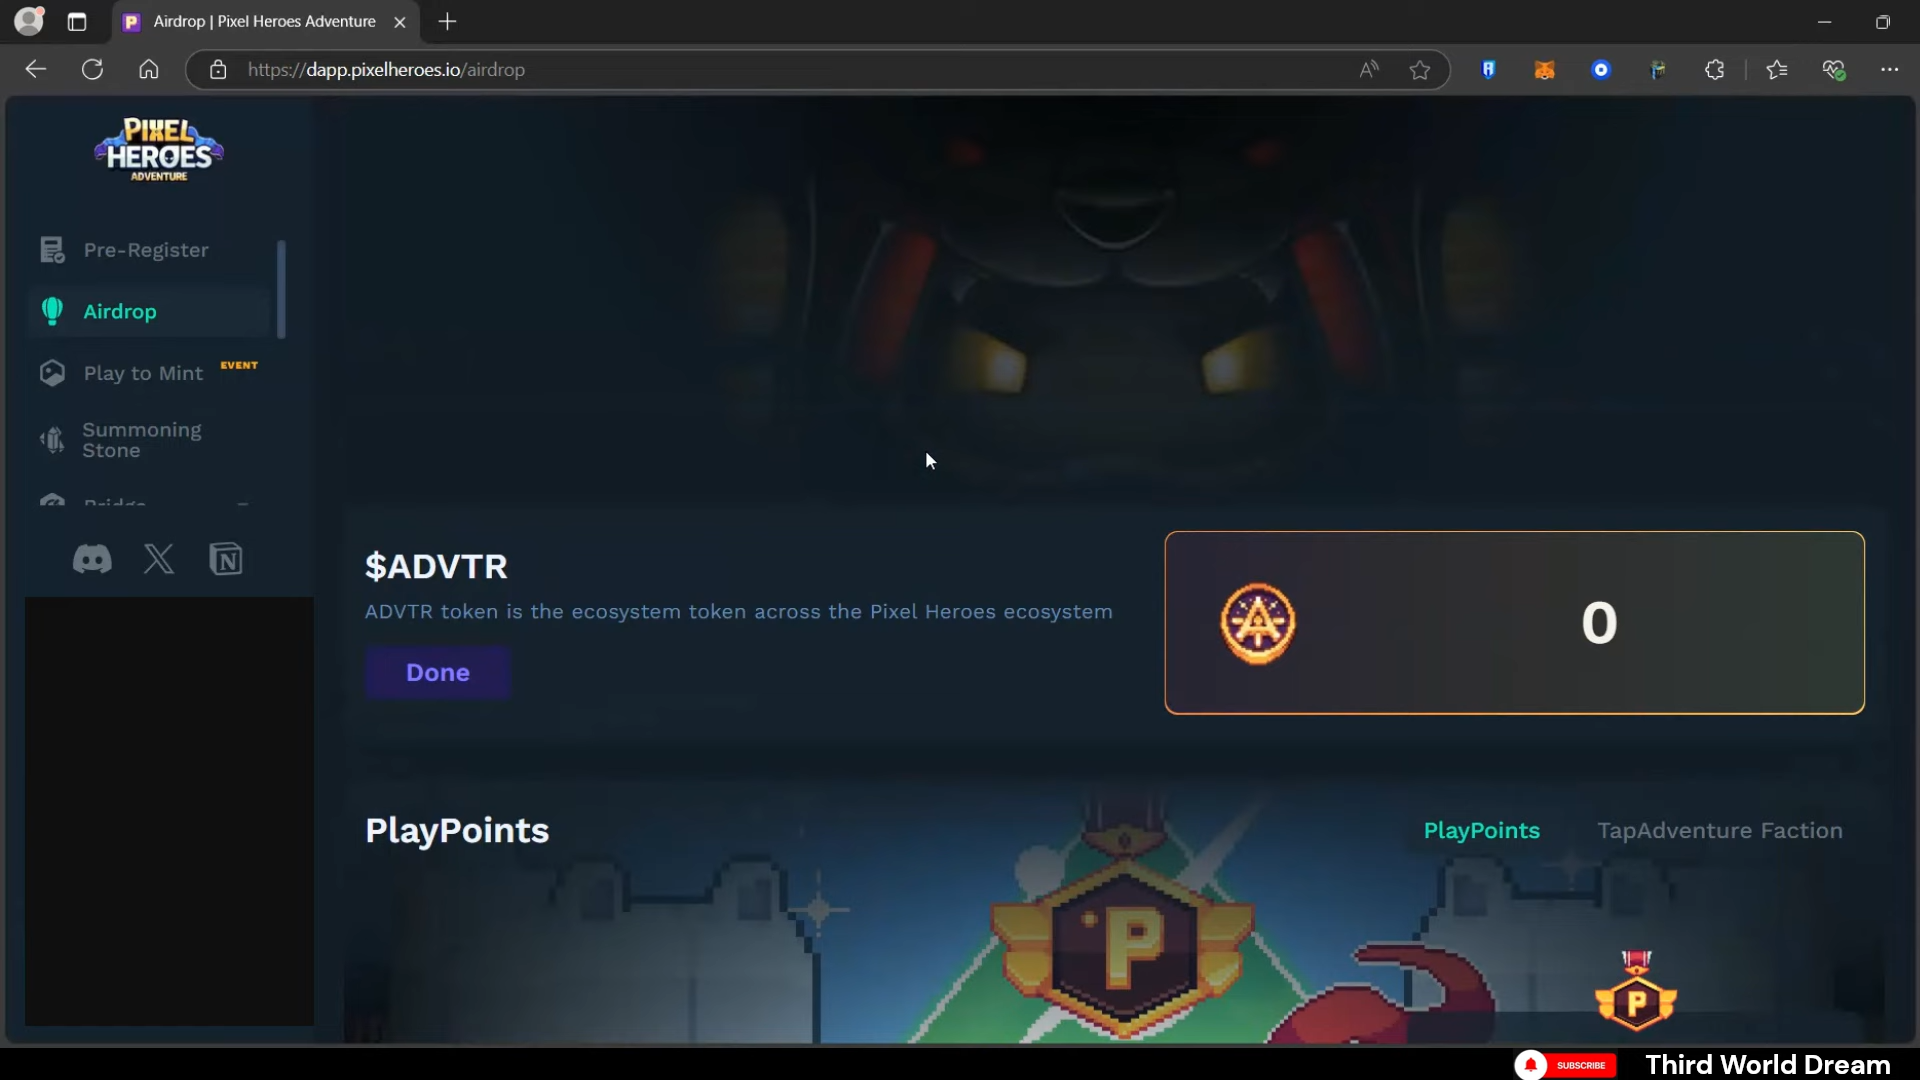 Airdrop | Pixel Heroes Adventure
https://dapp.pixelheroes.io/airdrop
PIXEL
HEROES
ADVENTURE
Pre-Register
Airdrop
Play to Mint EVENT
Summoning
Stone
Bridge
$ADVTR
ADVTR token is the ecosystem token across the Pixel Heroes ecosystem
Done
0
PlayPoints
PlayPoints TapAdventure Faction
P
P
SUBSCRIBE Third World Dream